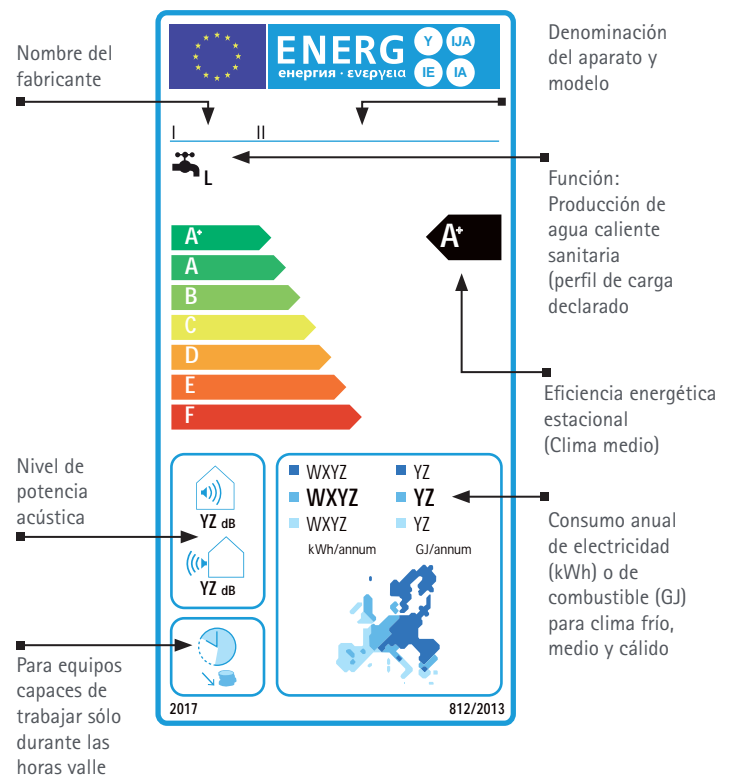 Nombre del
fabricante
Denominación
del aparato y
modelo
ENERG
енергия · ενεργεια
Y IJA
IE IA
I II
L
Función:
Producción de
agua caliente
sanitaria
(perfil de carga
declarado
A+
A+
A
B
C
D
E
F
Eficiencia energética
estacional
(Clima medio)
Nivel de
potencia
acústica
YZ dB
YZ dB
WXYZ YZ
WXYZ YZ
WXYZ YZ
kWh/annum GJ/annum
Consumo anual
de electricidad
(kWh) o de
combustible (GJ)
para clima frío,
medio y cálido
Para equipos
capaces de
trabajar sólo
durante las
horas valle
2017 812/2013